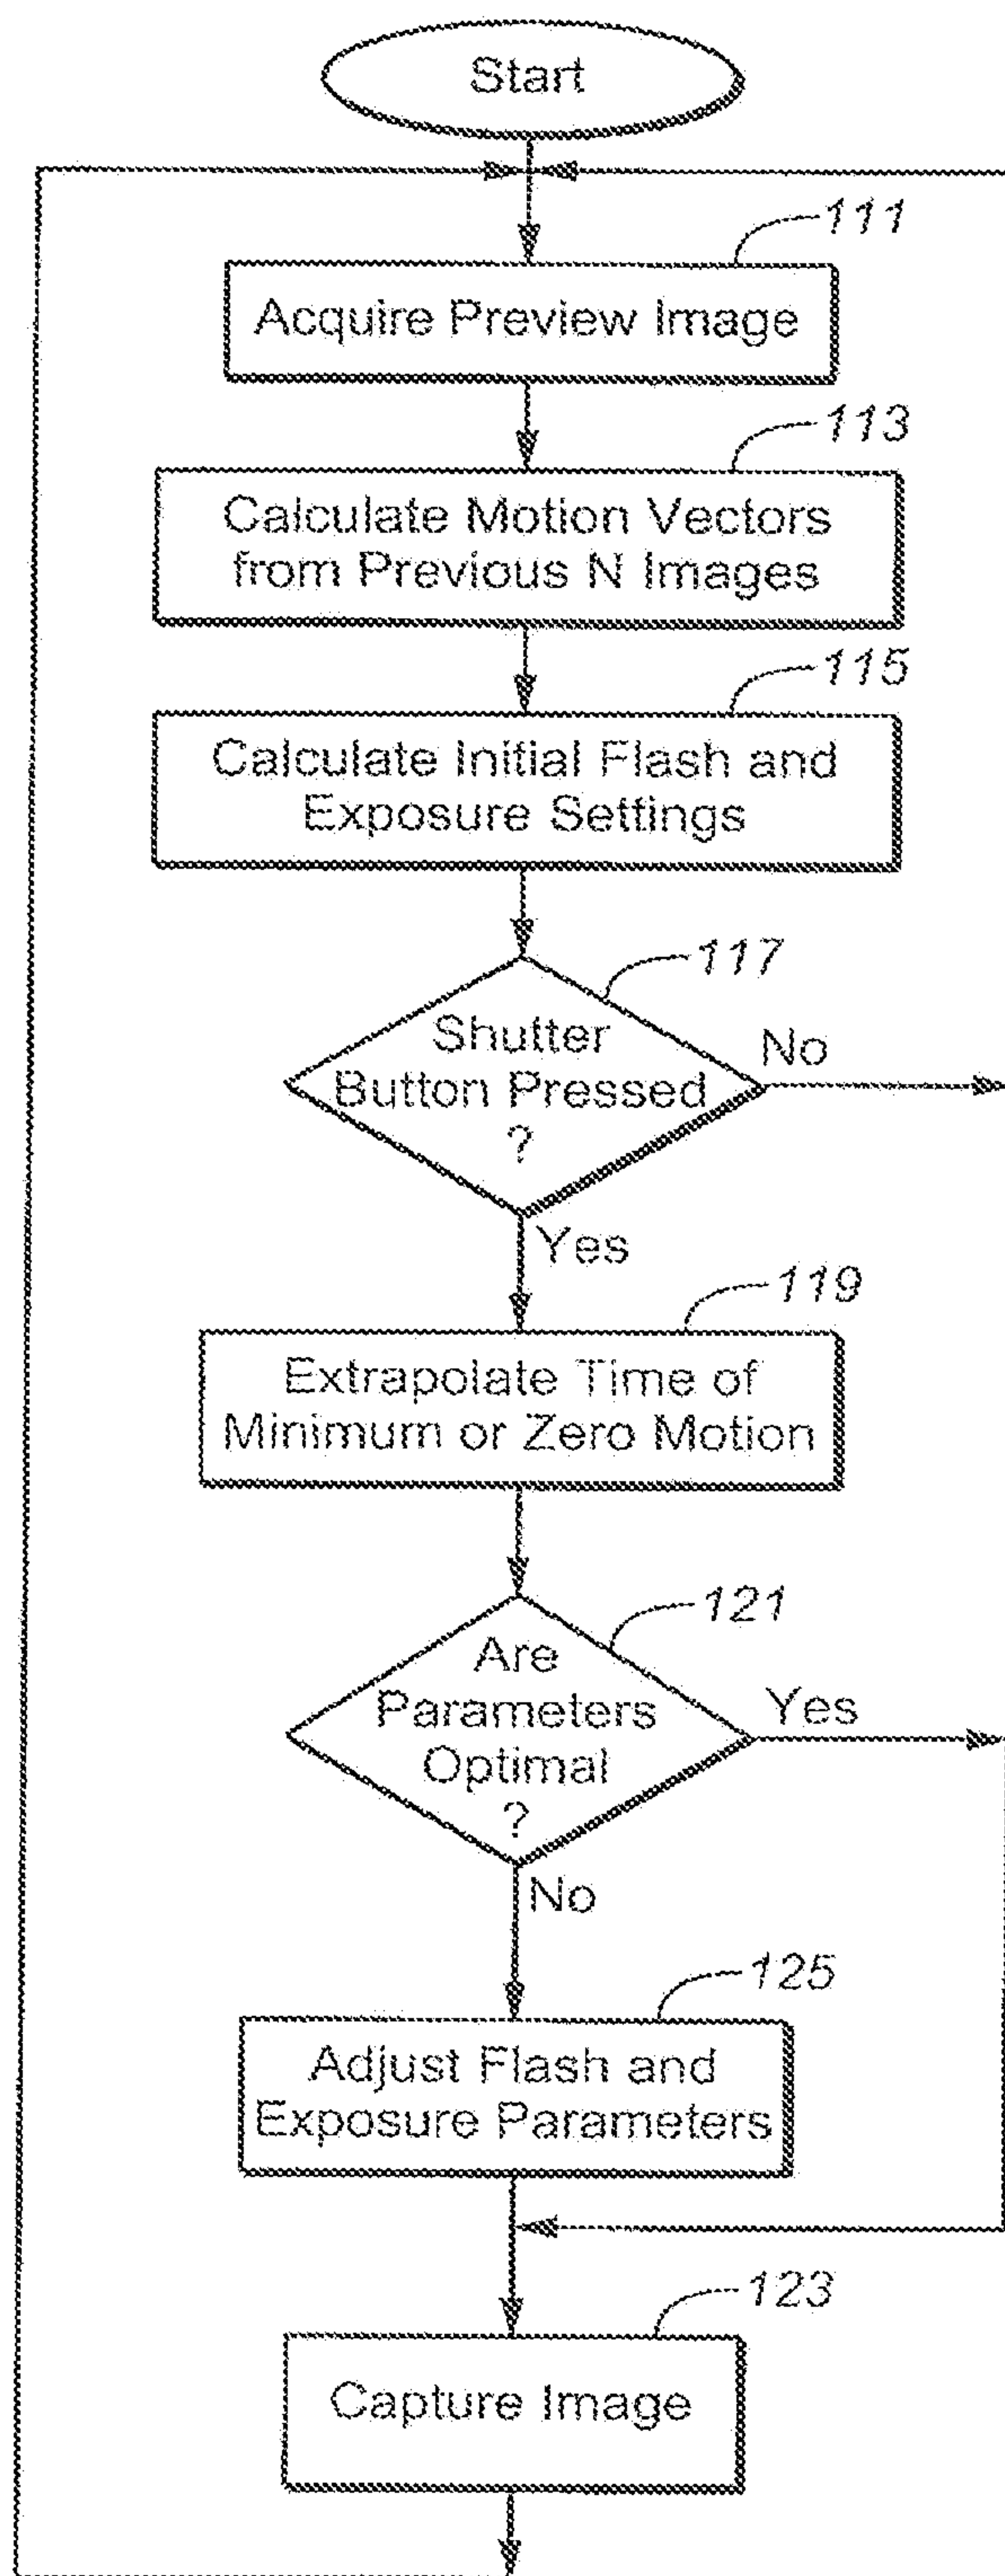 Start
111
Acquire Preview Image
113
Calculate Motion Vectors
from Previous N Images
115
Calculate Initial Flash and
Exposure Settings
117
Shutter
Button Pressed
?
No
Yes
119
Extrapolate Time of
Minimum or Zero Motion
121
Are
Parameters
Optimal
?
Yes
No
125
Adjust Flash and
Exposure Parameters
123
Capture Image